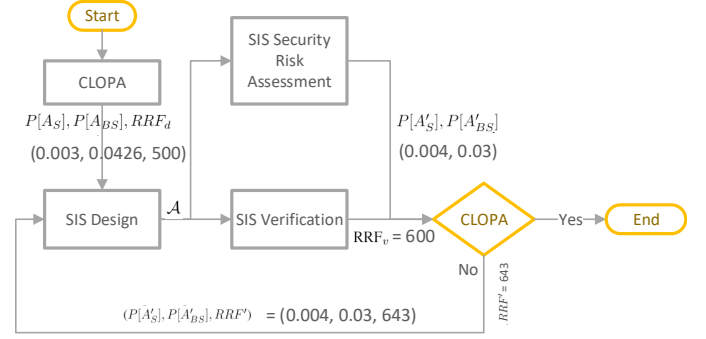 Start
CLOPA
P[A_S], P[A_BS], RRF_d
(0.003, 0.0426, 500)
SIS Design
𝒜
SIS Security
Risk
Assessment
SIS Verification
RRF_v = 600
P[A'_S], P[A'_BS]
(0.004, 0.03)
CLOPA
Yes
End
No
RRF' = 643
(P[A'_S], P[A'_BS], RRF') = (0.004, 0.03, 643)